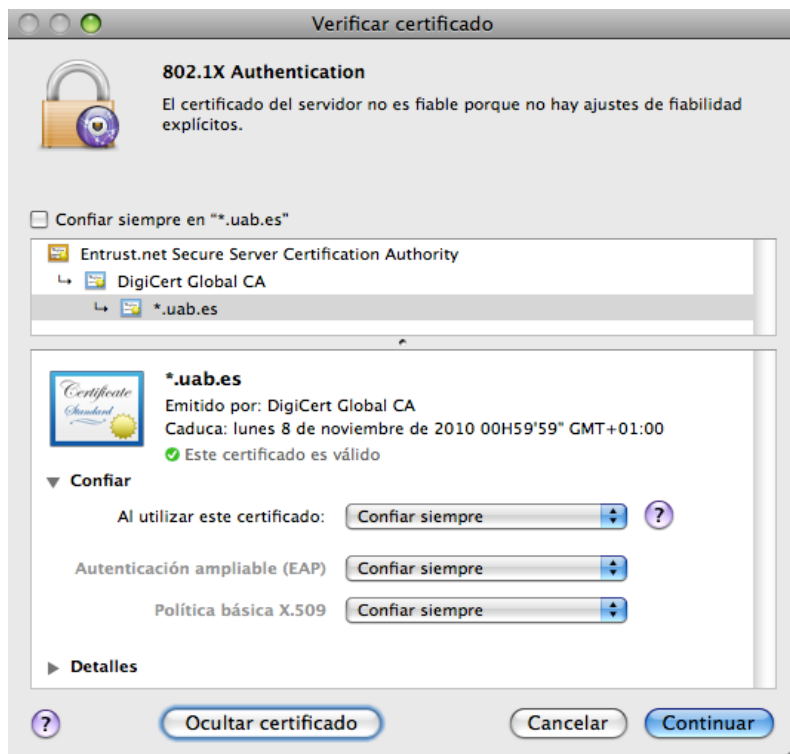 Verificar certificado
802.1X Authentication
El certificado del servidor no es fiable porque no hay ajustes de fiabilidad
explícitos.
Confiar siempre en “*.uab.es”
Entrust.net Secure Server Certification Authority
↳ DigiCert Global CA
↳ *.uab.es
Certificate
Standard
*.uab.es
Emitido por: DigiCert Global CA
Caduca: lunes 8 de noviembre de 2010 00H59'59" GMT+01:00
Este certificado es válido
Confiar
Al utilizar este certificado: Confiar siempre ?
Autenticación ampliable (EAP) Confiar siempre
Política básica X.509 Confiar siempre
Detalles
? Ocultar certificado Cancelar Continuar